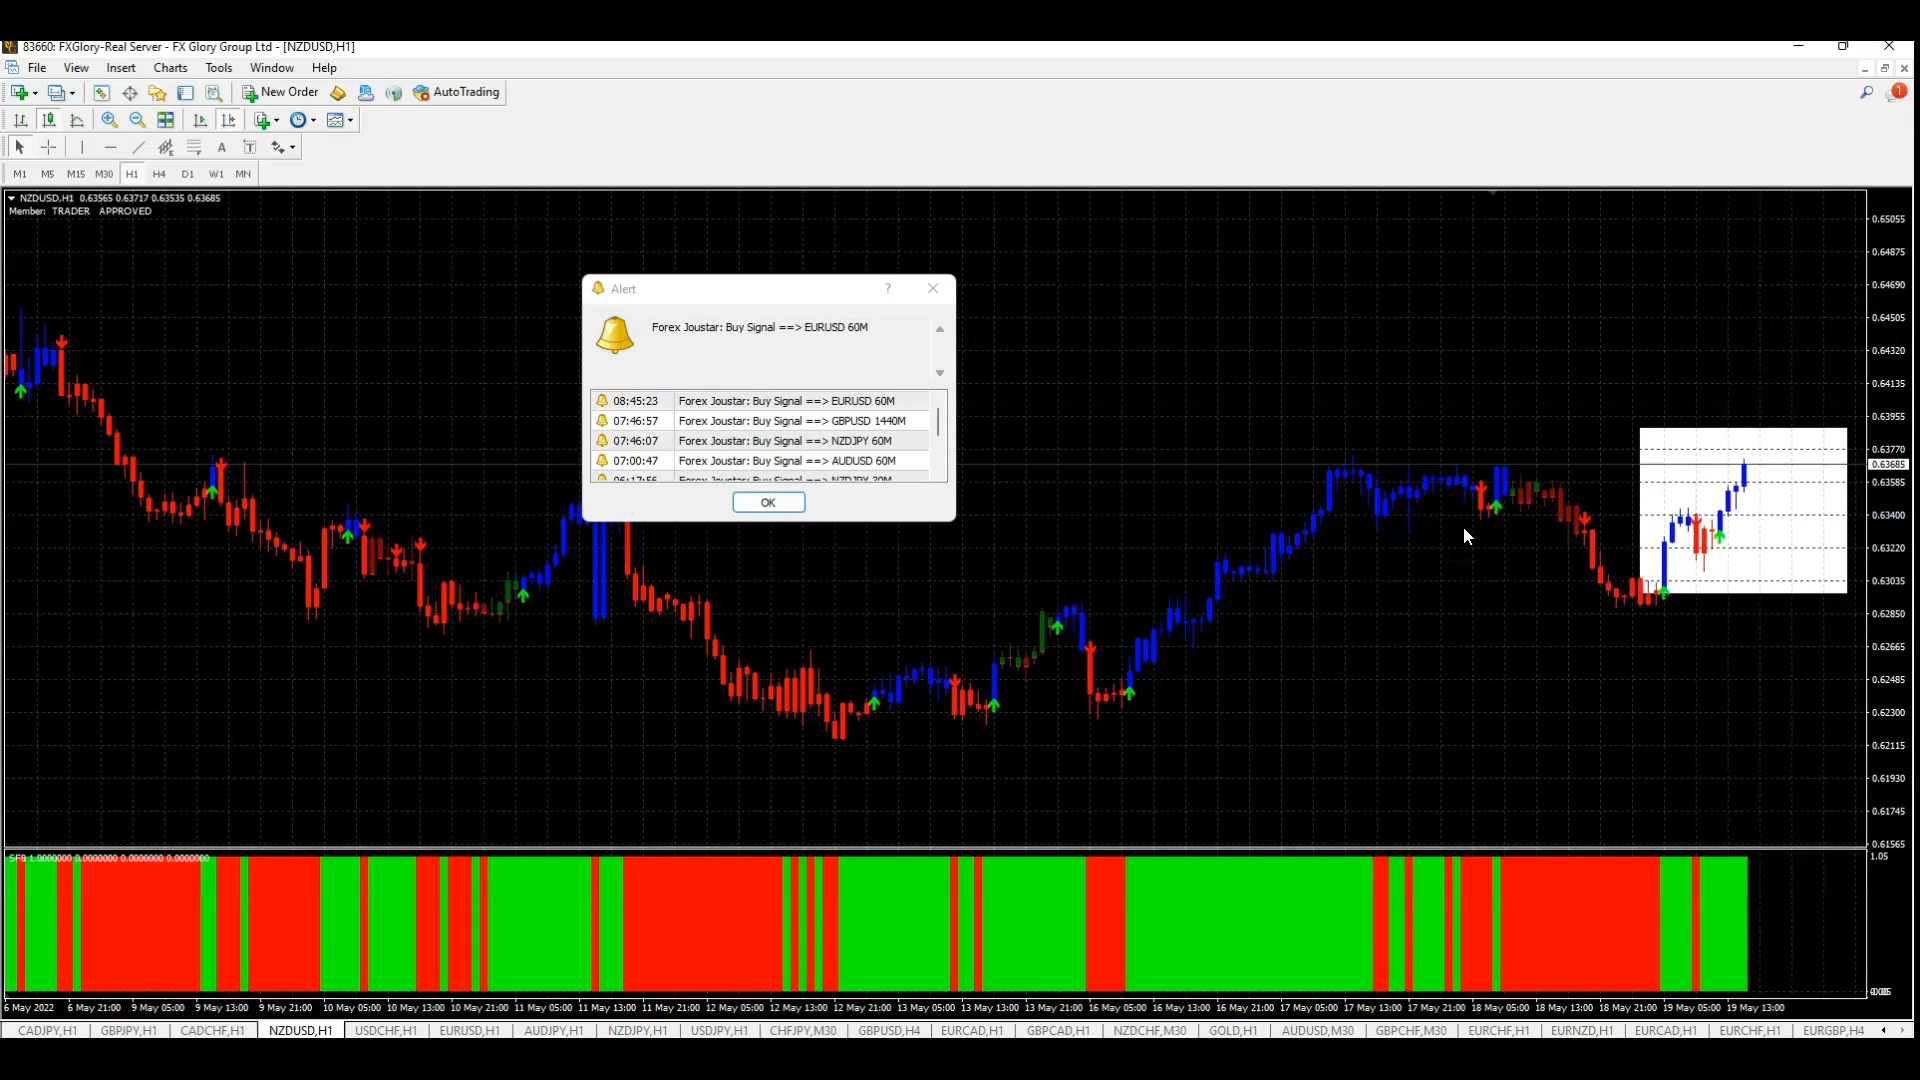 83660: FXGlory-Real Server - FX Glory Group Ltd - [NZDUSD,H1]
File View Insert Charts Tools Window Help
New Order AutoTrading
1
A T
M1 M5 M15 M30 H1 H4 D1 W1 MN
NZDUSD,H1 0.63565 0.63717 0.63535 0.63685
Member: TRADER APPROVED
Alert ?
Forex Joustar: Buy Signal ==> EURUSD 60M
08:45:23 Forex Joustar: Buy Signal ==> EURUSD 60M
07:46:57 Forex Joustar: Buy Signal ==> GBPUSD 1440M
07:46:07 Forex Joustar: Buy Signal ==> NZDJPY 60M
07:00:47 Forex Joustar: Buy Signal ==> AUDUSD 60M
OK
0.65055
0.64875
0.64690
0.64505
0.64320
0.64135
0.63955
0.63770
0.63685
0.63585
0.63400
0.63220
0.63035
0.62850
0.62665
0.62485
0.62300
0.62115
0.61930
0.61745
0.61565
SF8 1.0000000 0.0000000 0.0000000 0.0000000
1.05
6 May 2022 6 May 21:00 9 May 05:00 9 May 13:00 9 May 21:00 10 May 05:00 10 May 13:00 10 May 21:00 11 May 05:00 11 May 13:00 11 May 21:00 12 May 05:00 12 May 13:00 12 May 21:00 13 May 05:00 13 May 13:00 13 May 21:00 16 May 05:00 16 May 13:00 16 May 21:00 17 May 05:00 17 May 13:00 17 May 21:00 18 May 05:00 18 May 13:00 18 May 21:00 19 May 05:00 19 May 13:00
CADJPY,H1 GBPJPY,H1 CADCHF,H1 NZDUSD,H1 USDCHF,H1 EURUSD,H1 AUDJPY,H1 NZDJPY,H1 USDJPY,H1 CHFJPY,M30 GBPUSD,H4 EURCAD,H1 GBPCAD,H1 NZDCHF,M30 GOLD,H1 AUDUSD,M30 GBPCHF,M30 EURCHF,H1 EURNZD,H1 EURCAD,H1 EURCHF,H1 EURGBP,H4